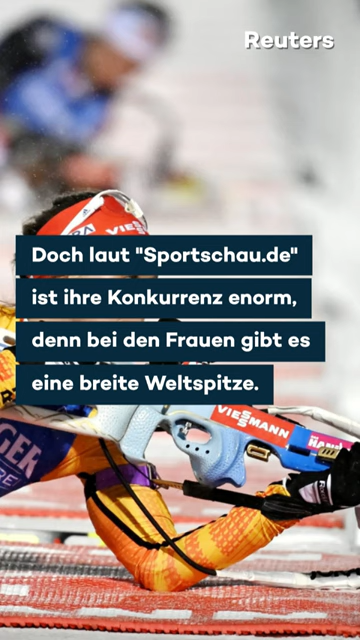 Reuters
Doch laut "Sportschau.de"
ist ihre Konkurrenz enorm,
denn bei den Frauen gibt es
eine breite Weltspitze.
VIESSMANN